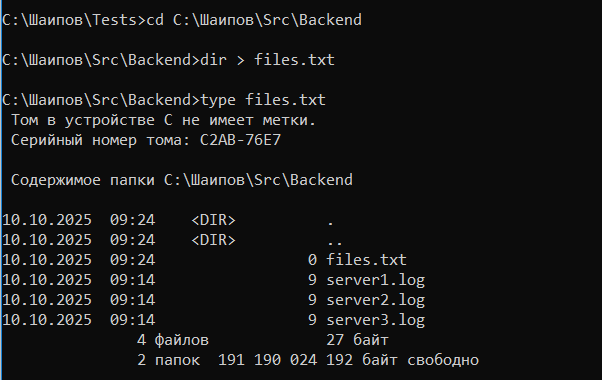 C:\Шаипов\Tests>cd C:\Шаипов\Src\Backend
C:\Шаипов\Src\Backend>dir > files.txt
C:\Шаипов\Src\Backend>type files.txt
Том в устройстве C не имеет метки.
Серийный номер тома: C2AB-76E7
Содержимое папки C:\Шаипов\Src\Backend
10.10.2025  09:24    <DIR>          .
10.10.2025  09:24    <DIR>          ..
10.10.2025  09:24                 0 files.txt
10.10.2025  09:14                 9 server1.log
10.10.2025  09:14                 9 server2.log
10.10.2025  09:14                 9 server3.log
4 файлов             27 байт
2 папок  191 190 024 192 байт свободно